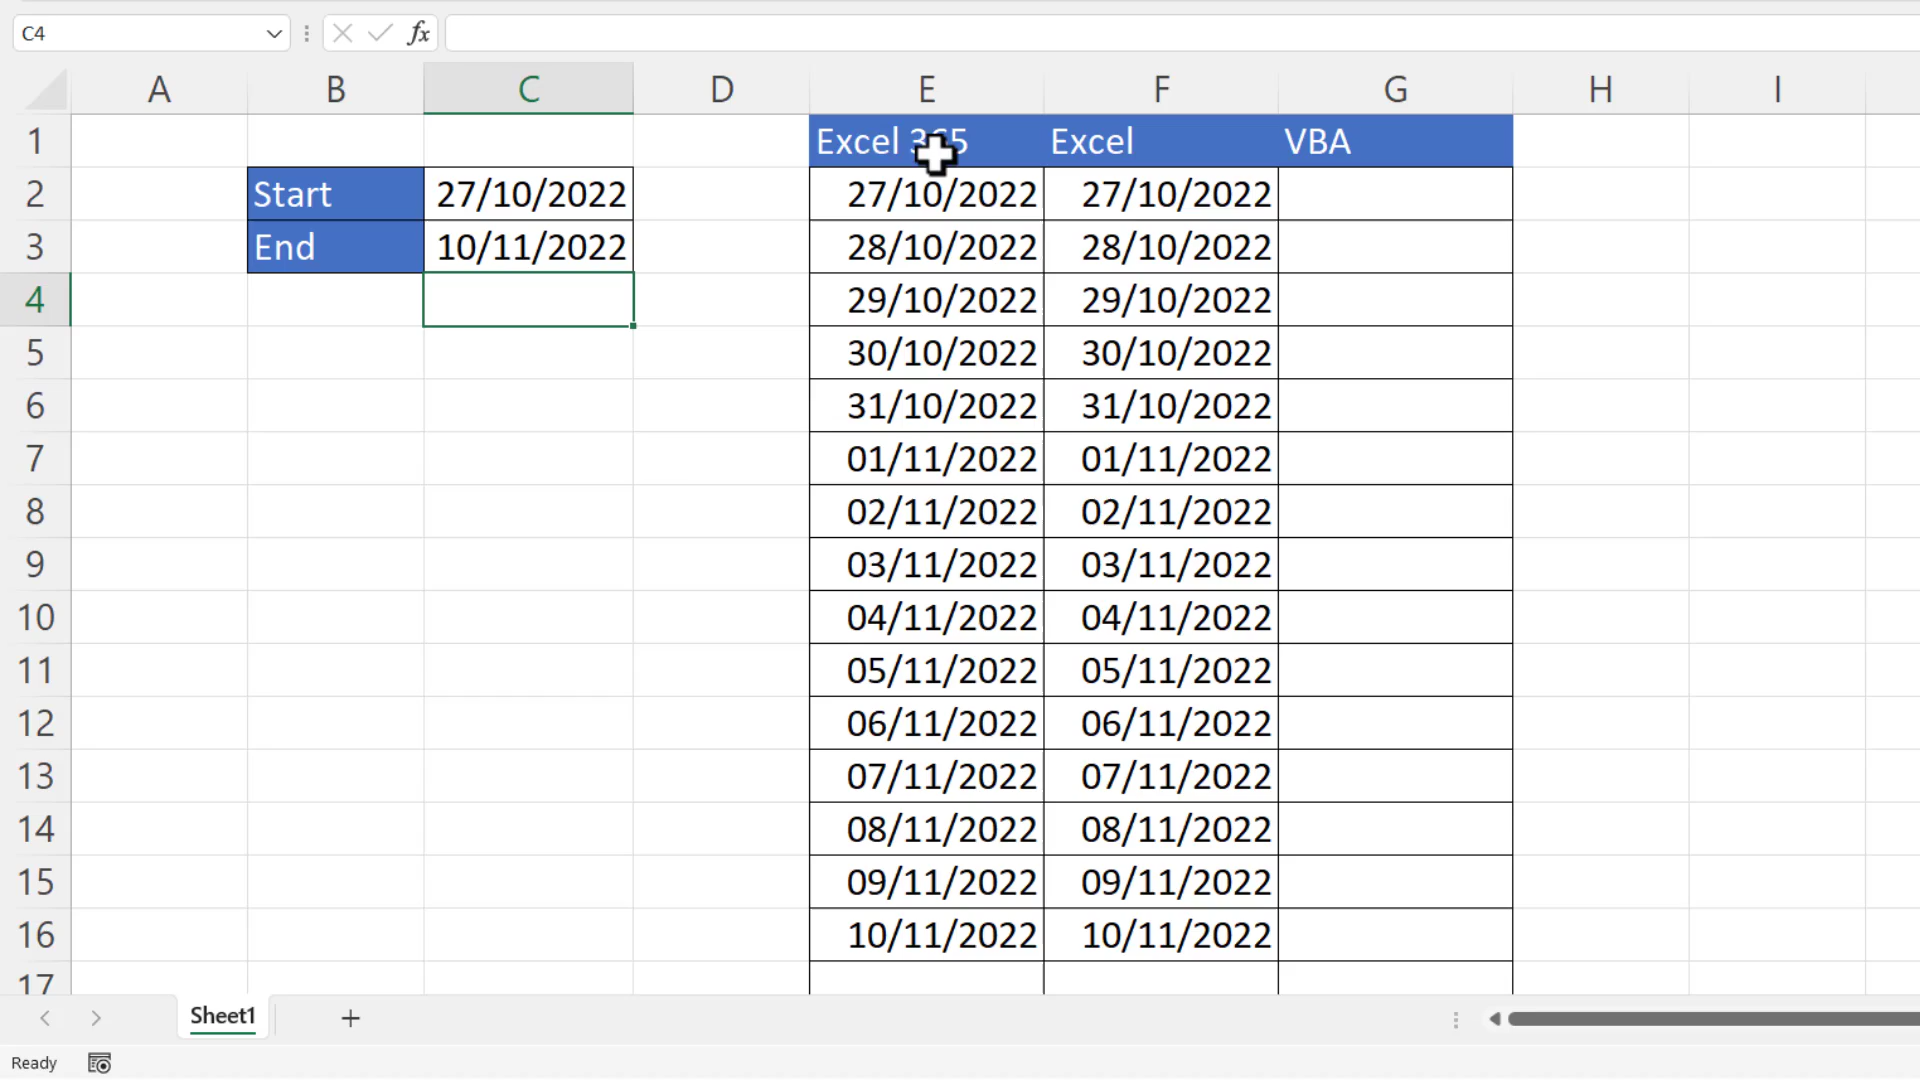 C4 fx
A B C D E F G H I
1 Excel 365 Excel VBA
2 Start 27/10/2022 27/10/2022 27/10/2022
3 End 10/11/2022 28/10/2022 28/10/2022
4 29/10/2022 29/10/2022
5 30/10/2022 30/10/2022
6 31/10/2022 31/10/2022
7 01/11/2022 01/11/2022
8 02/11/2022 02/11/2022
9 03/11/2022 03/11/2022
10 04/11/2022 04/11/2022
11 05/11/2022 05/11/2022
12 06/11/2022 06/11/2022
13 07/11/2022 07/11/2022
14 08/11/2022 08/11/2022
15 09/11/2022 09/11/2022
16 10/11/2022 10/11/2022
17
Sheet1
Ready